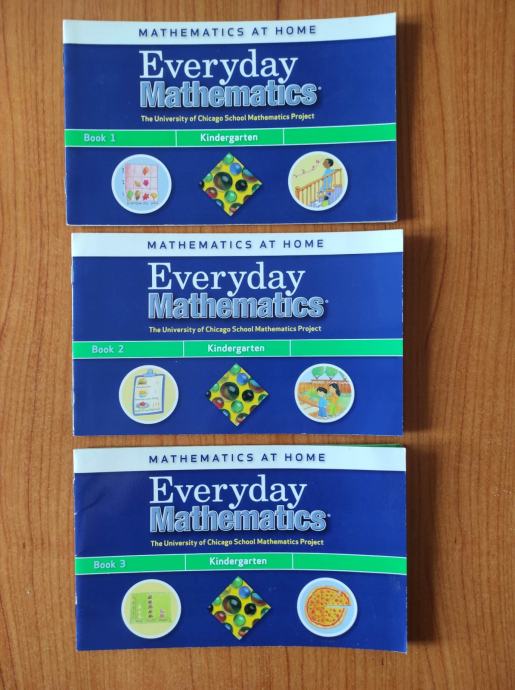 MATHEMATICS AT HOME
Everyday
Mathematics®
The University of Chicago School Mathematics Project
Book 1 Kindergarten
MATHEMATICS AT HOME
Everyday
Mathematics®
The University of Chicago School Mathematics Project
Book 2 Kindergarten
MATHEMATICS AT HOME
Everyday
Mathematics®
The University of Chicago School Mathematics Project
Book 3 Kindergarten